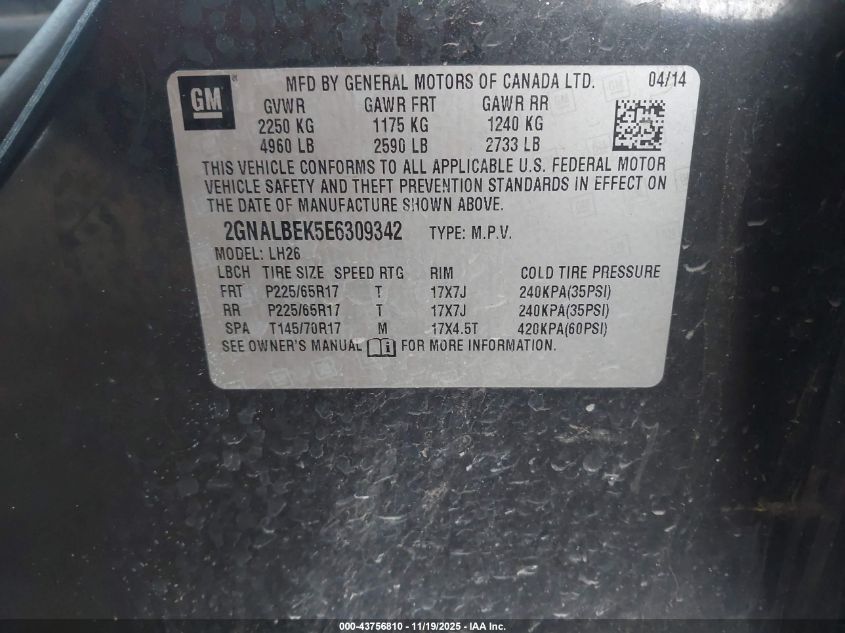 GM
MFD BY GENERAL MOTORS OF CANADA LTD. 04/14
GVWR GAWR FRT GAWR RR
2250 KG 1175 KG 1240 KG
4960 LB 2590 LB 2733 LB
THIS VEHICLE CONFORMS TO ALL APPLICABLE U.S. FEDERAL MOTOR
VEHICLE SAFETY AND THEFT PREVENTION STANDARDS IN EFFECT ON
THE DATE OF MANUFACTURE SHOWN ABOVE.
2GNALBEK5E6309342 TYPE: M.P.V.
MODEL: LH26
LBCH TIRE SIZE SPEED RTG RIM COLD TIRE PRESSURE
FRT P225/65R17 T 17X7J 240KPA(35PSI)
RR P225/65R17 T 17X7J 240KPA(35PSI)
SPA T145/70R17 M 17X4.5T 420KPA(60PSI)
SEE OWNER'S MANUAL FOR MORE INFORMATION.
000-43756810 - 11/19/2025 - IAA Inc.